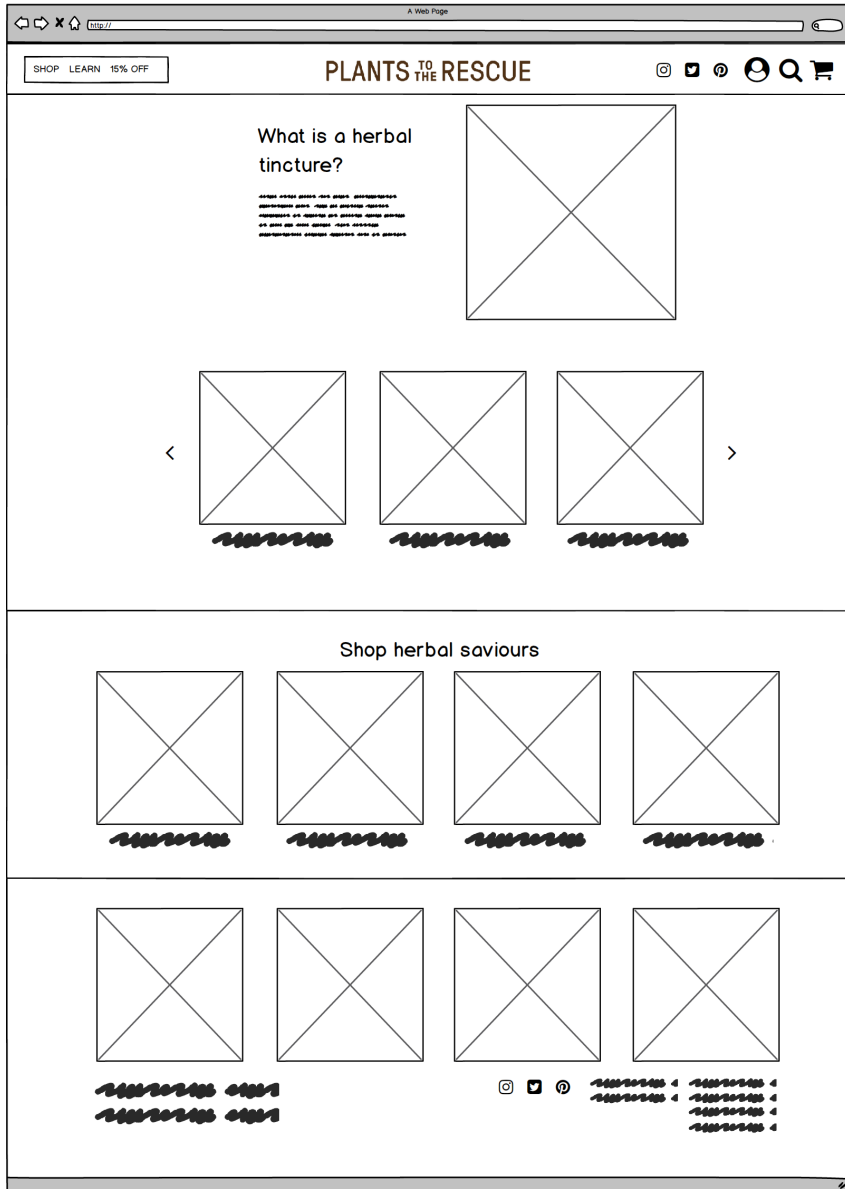 A Web Page
http://
SHOP LEARN 15% OFF
PLANTS TO THE RESCUE
What is a herbal
tincture?
Shop herbal saviours